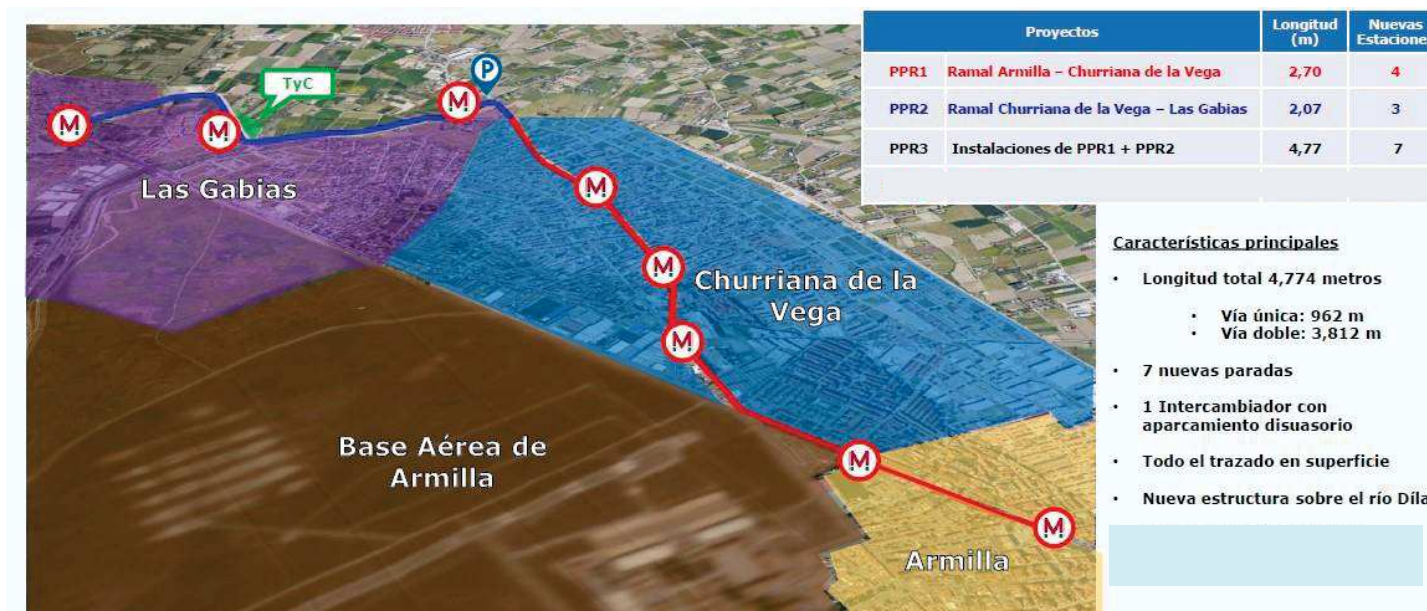 Proyectos Longitud (m) Nuevas Estacione
PPR1 Ramal Armilla – Churriana de la Vega 2,70 4
PPR2 Ramal Churriana de la Vega – Las Gabias 2,07 3
PPR3 Instalaciones de PPR1 + PPR2 4,77 7
P
TyC
M
M
M
Las Gabias
M
M
Churriana de la
Vega
M
Base Aérea de
Armilla
M
M
Armilla
Características principales
• Longitud total 4,774 metros
• Vía única: 962 m
• Vía doble: 3,812 m
• 7 nuevas paradas
• 1 Intercambiador con
aparcamiento disuasorio
• Todo el trazado en superficie
• Nueva estructura sobre el río Díla